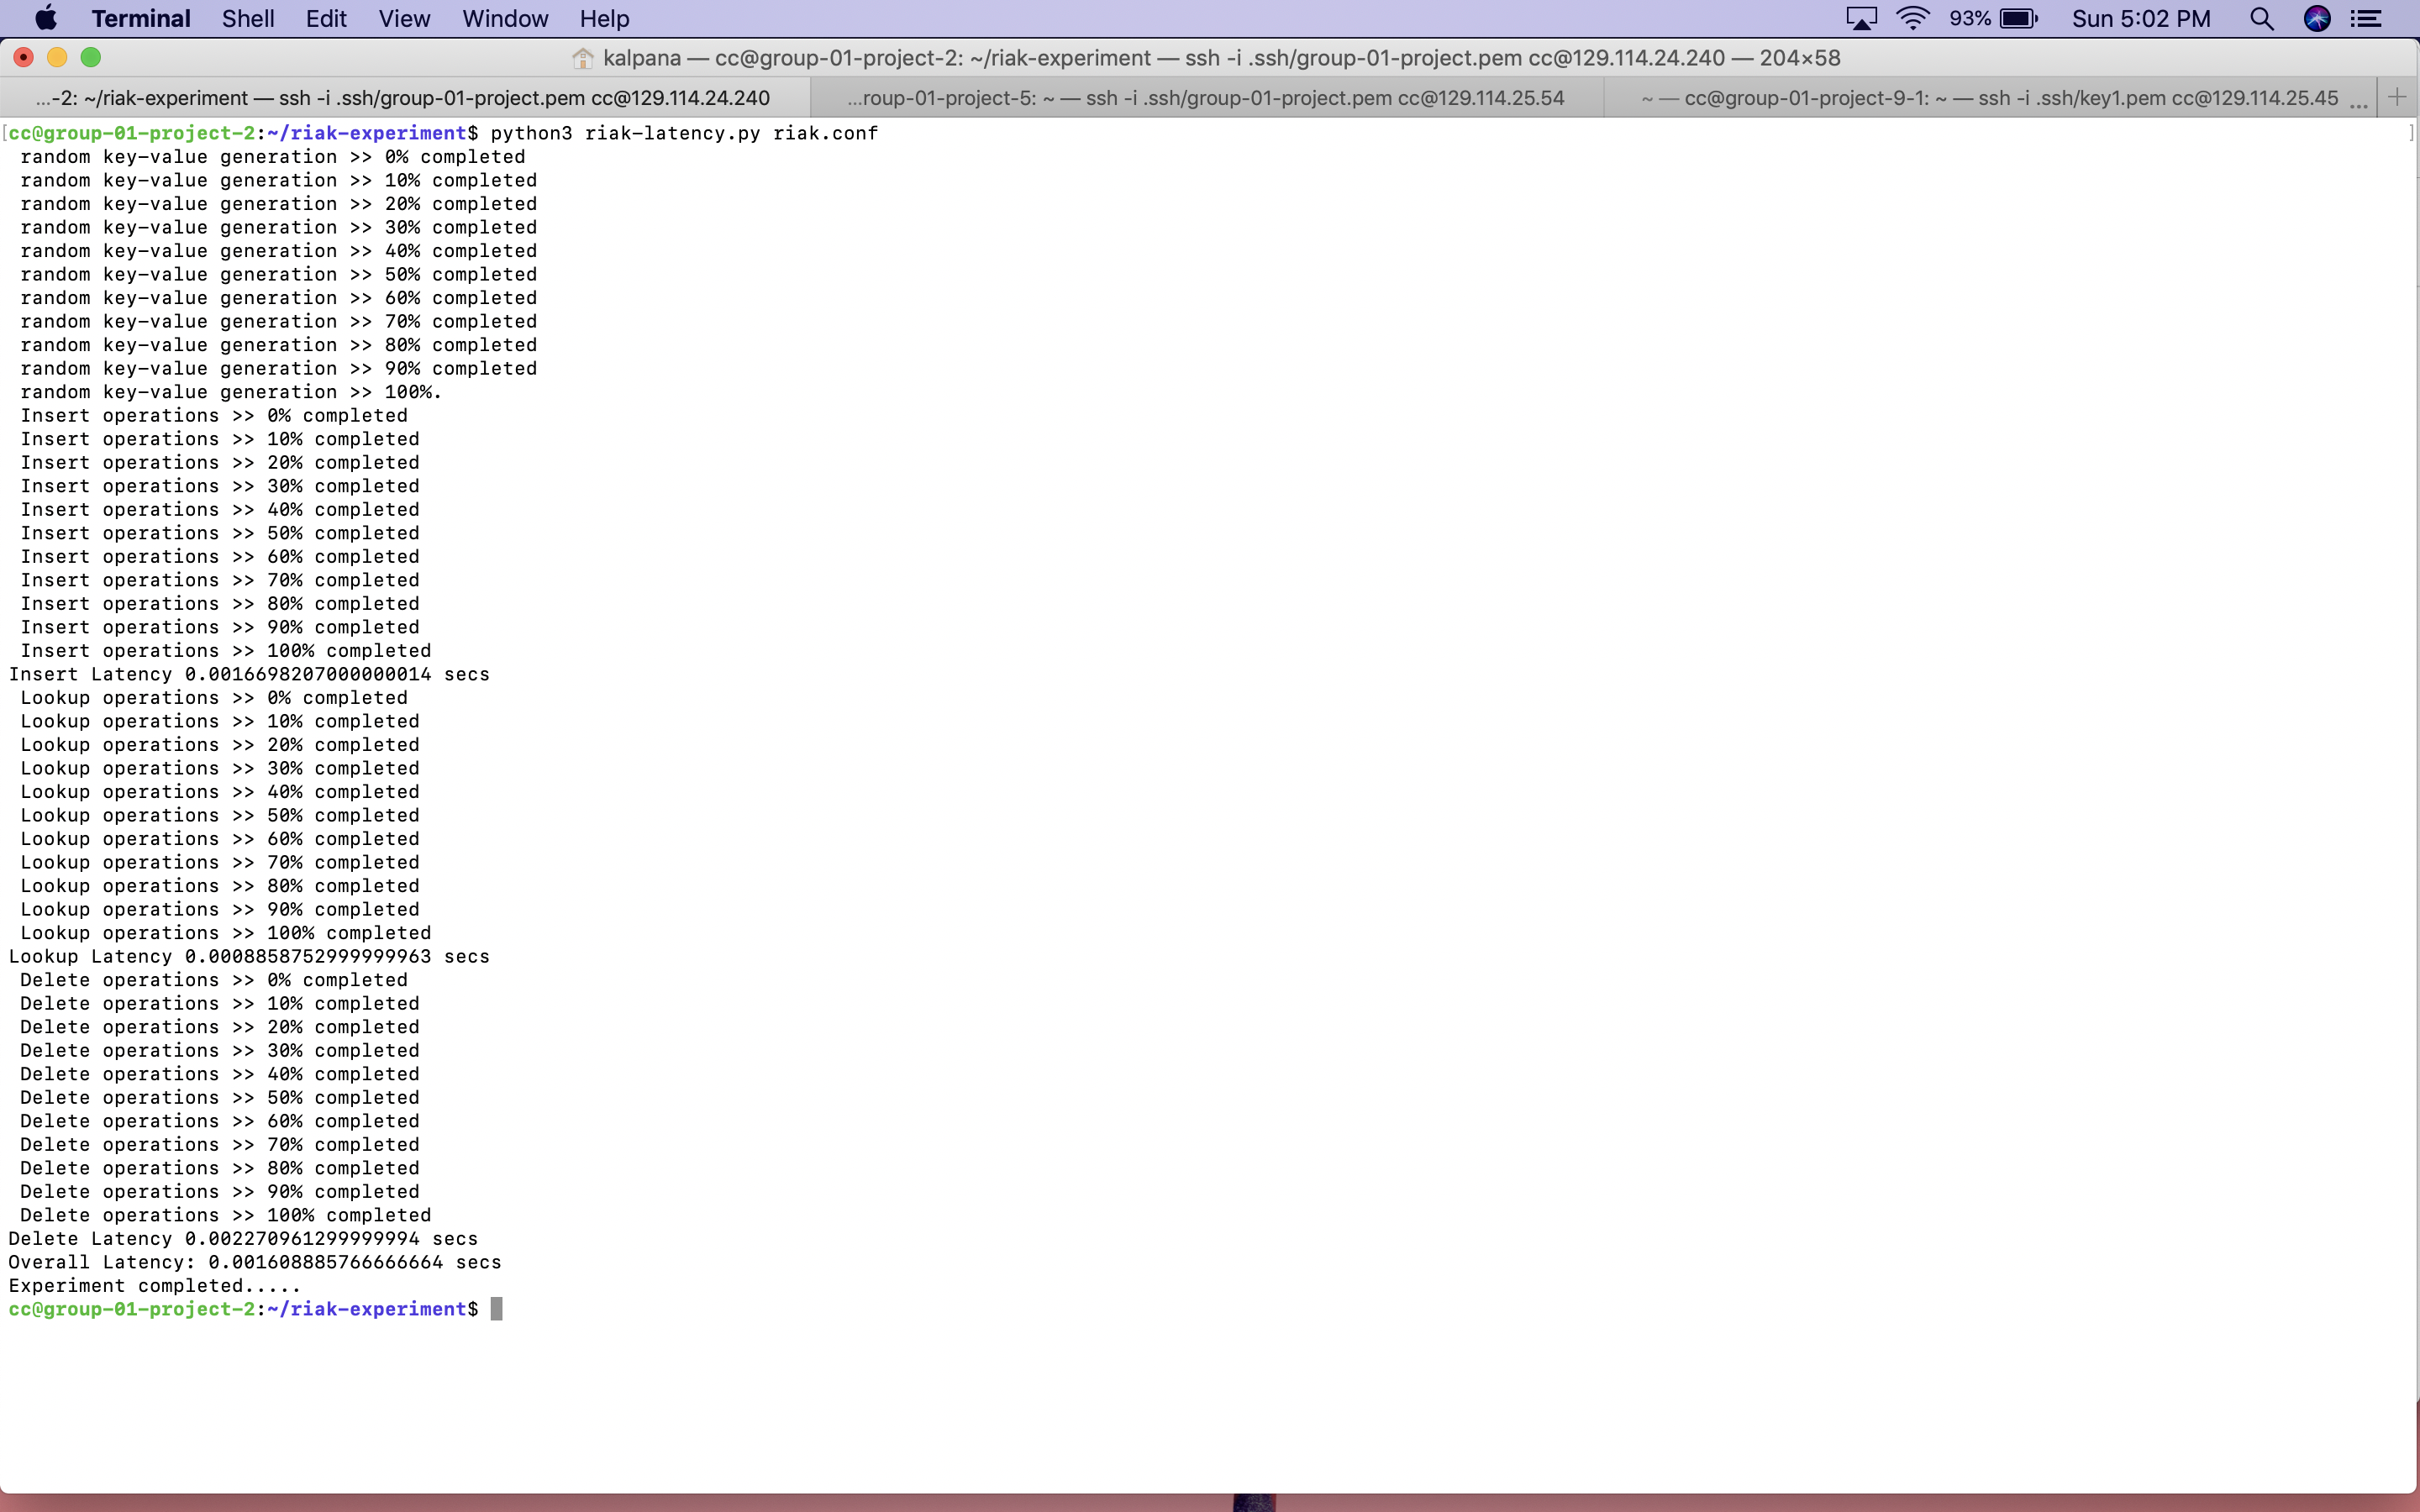 Terminal Shell Edit View Window Help 93% Sun 5:02 PM
kalpana — cc@group-01-project-2: ~/riak-experiment — ssh -i .ssh/group-01-project.pem cc@129.114.24.240 — 204×58
...-2: ~/riak-experiment — ssh -i .ssh/group-01-project.pem cc@129.114.24.240 ...roup-01-project-5: ~ — ssh -i .ssh/group-01-project.pem cc@129.114.25.54 ~ — cc@group-01-project-9-1: ~ — ssh -i .ssh/key1.pem cc@129.114.25.45 ... +
[cc@group-01-project-2:~/riak-experiment$ python3 riak-latency.py riak.conf ]
random key-value generation >> 0% completed
random key-value generation >> 10% completed
random key-value generation >> 20% completed
random key-value generation >> 30% completed
random key-value generation >> 40% completed
random key-value generation >> 50% completed
random key-value generation >> 60% completed
random key-value generation >> 70% completed
random key-value generation >> 80% completed
random key-value generation >> 90% completed
random key-value generation >> 100%.
Insert operations >> 0% completed
Insert operations >> 10% completed
Insert operations >> 20% completed
Insert operations >> 30% completed
Insert operations >> 40% completed
Insert operations >> 50% completed
Insert operations >> 60% completed
Insert operations >> 70% completed
Insert operations >> 80% completed
Insert operations >> 90% completed
Insert operations >> 100% completed
Insert Latency 0.0016698207000000014 secs
Lookup operations >> 0% completed
Lookup operations >> 10% completed
Lookup operations >> 20% completed
Lookup operations >> 30% completed
Lookup operations >> 40% completed
Lookup operations >> 50% completed
Lookup operations >> 60% completed
Lookup operations >> 70% completed
Lookup operations >> 80% completed
Lookup operations >> 90% completed
Lookup operations >> 100% completed
Lookup Latency 0.0008858752999999963 secs
Delete operations >> 0% completed
Delete operations >> 10% completed
Delete operations >> 20% completed
Delete operations >> 30% completed
Delete operations >> 40% completed
Delete operations >> 50% completed
Delete operations >> 60% completed
Delete operations >> 70% completed
Delete operations >> 80% completed
Delete operations >> 90% completed
Delete operations >> 100% completed
Delete Latency 0.002270961299999994 secs
Overall Latency: 0.001608885766666664 secs
Experiment completed.....
cc@group-01-project-2:~/riak-experiment$